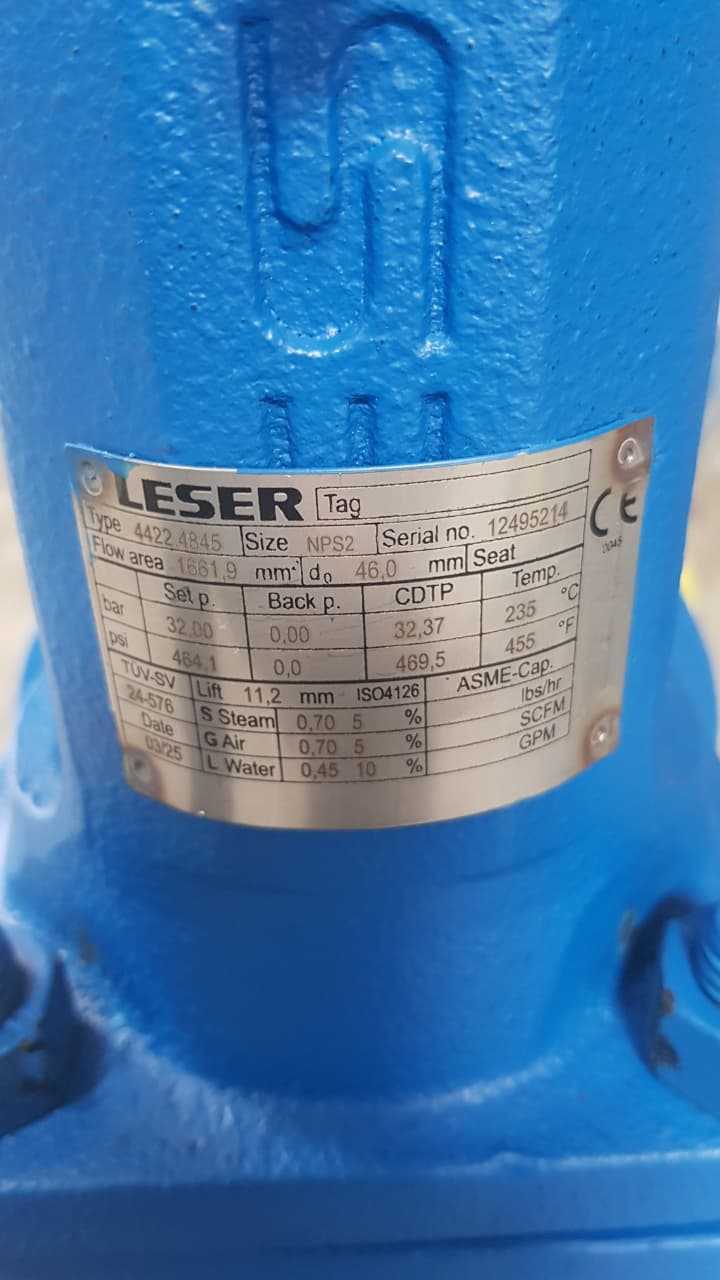 LESER Tag
Type 4422.4845 Size NPS2 Serial no. 12495214 CE
Flow area 1661,9 mm² d₀ 46,0 mm Seat 0045
Set p. Back p. CDTP Temp.
bar 32,00 0,00 32,37 235 °C
psi 464,1 0,0 469,5 455 °F
TÜV-SV Lift 11,2 mm ISO4126 ASME-Cap.
24-576 S Steam 0,70 5 % lbs/hr
Date G Air 0,70 5 % SCFM
03/25 L Water 0,45 10 % GPM